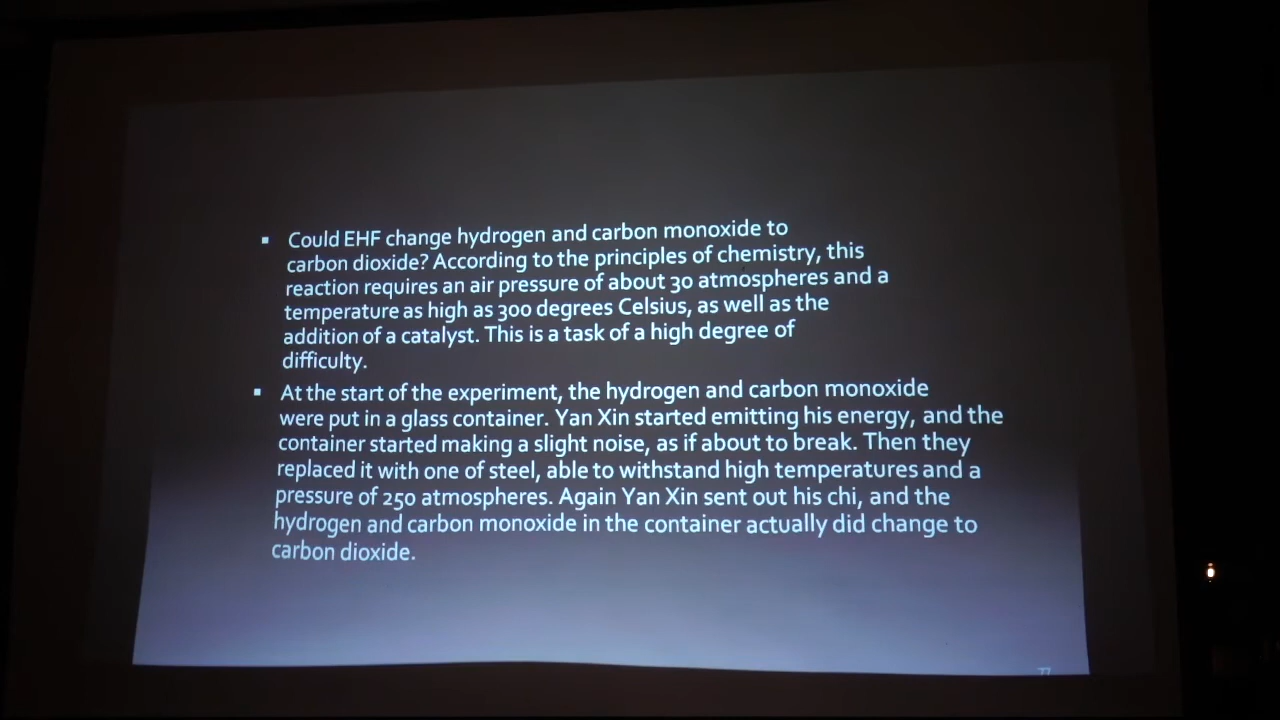 ▪ Could EHF change hydrogen and carbon monoxide to
carbon dioxide? According to the principles of chemistry, this
reaction requires an air pressure of about 30 atmospheres and a
temperature as high as 300 degrees Celsius, as well as the
addition of a catalyst. This is a task of a high degree of
difficulty.
▪ At the start of the experiment, the hydrogen and carbon monoxide
were put in a glass container. Yan Xin started emitting his energy, and the
container started making a slight noise, as if about to break. Then they
replaced it with one of steel, able to withstand high temperatures and a
pressure of 250 atmospheres. Again Yan Xin sent out his chi, and the
hydrogen and carbon monoxide in the container actually did change to
carbon dioxide.